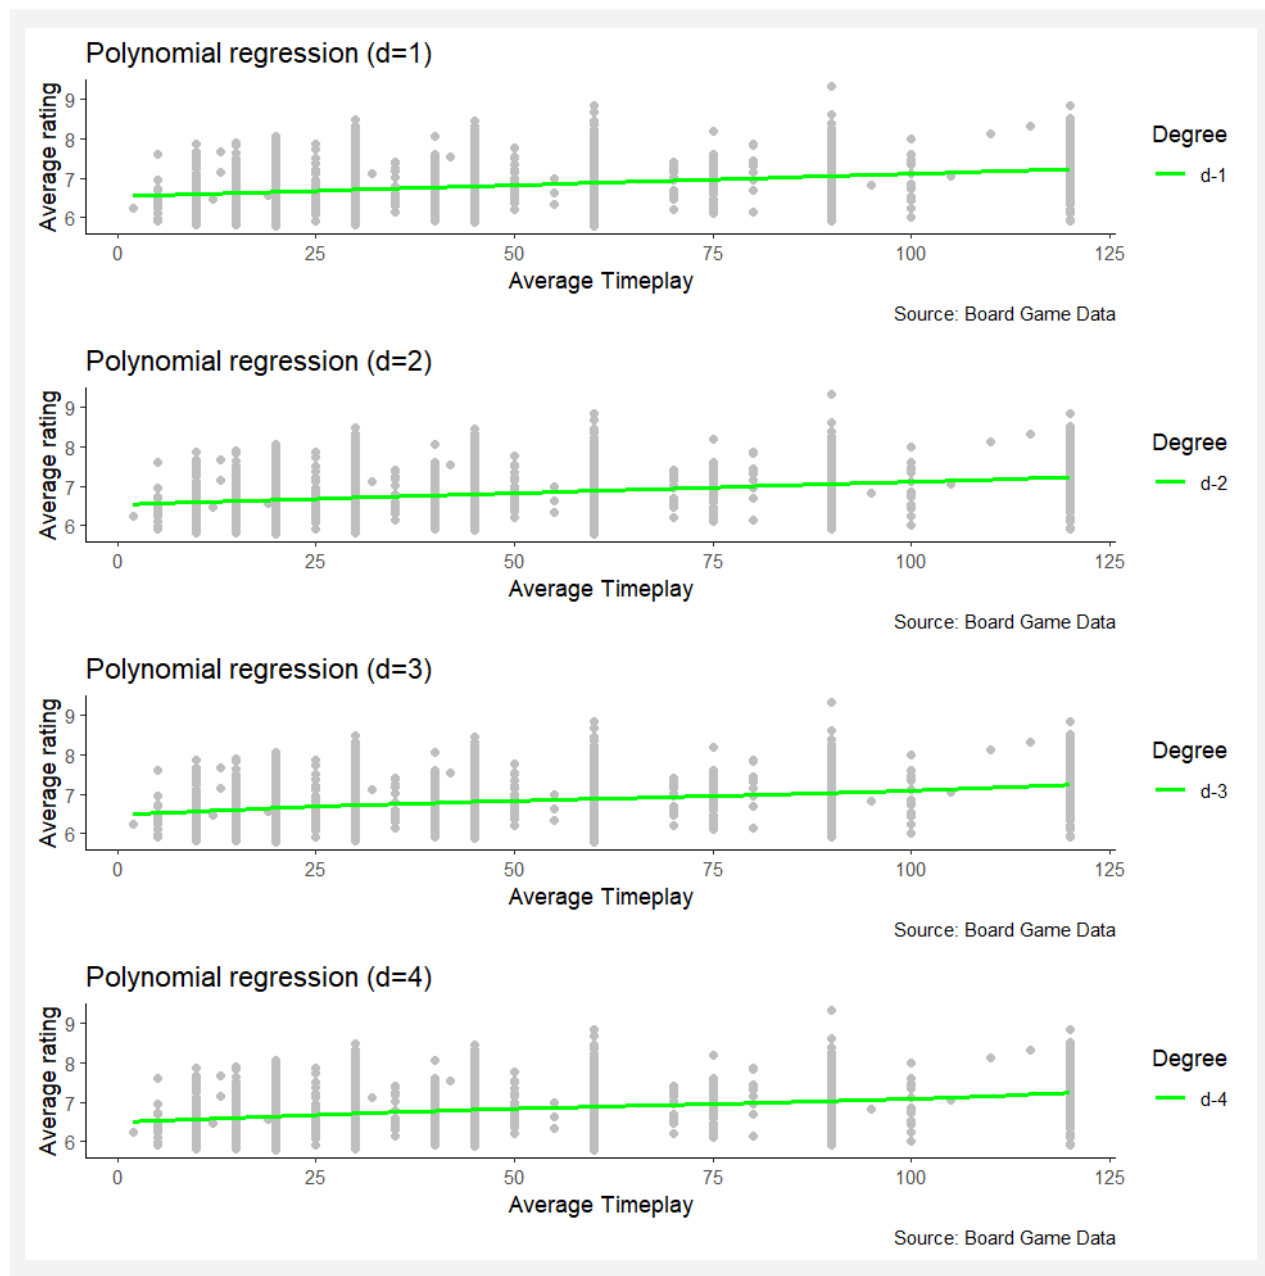 Polynomial regression (d=1)
Average rating
9
8
7
6
0 25 50 75 100 125
Average Timeplay
Source: Board Game Data
Degree
d-1
Polynomial regression (d=2)
Average rating
9
8
7
6
0 25 50 75 100 125
Average Timeplay
Source: Board Game Data
Degree
d-2
Polynomial regression (d=3)
Average rating
9
8
7
6
0 25 50 75 100 125
Average Timeplay
Source: Board Game Data
Degree
d-3
Polynomial regression (d=4)
Average rating
9
8
7
6
0 25 50 75 100 125
Average Timeplay
Source: Board Game Data
Degree
d-4